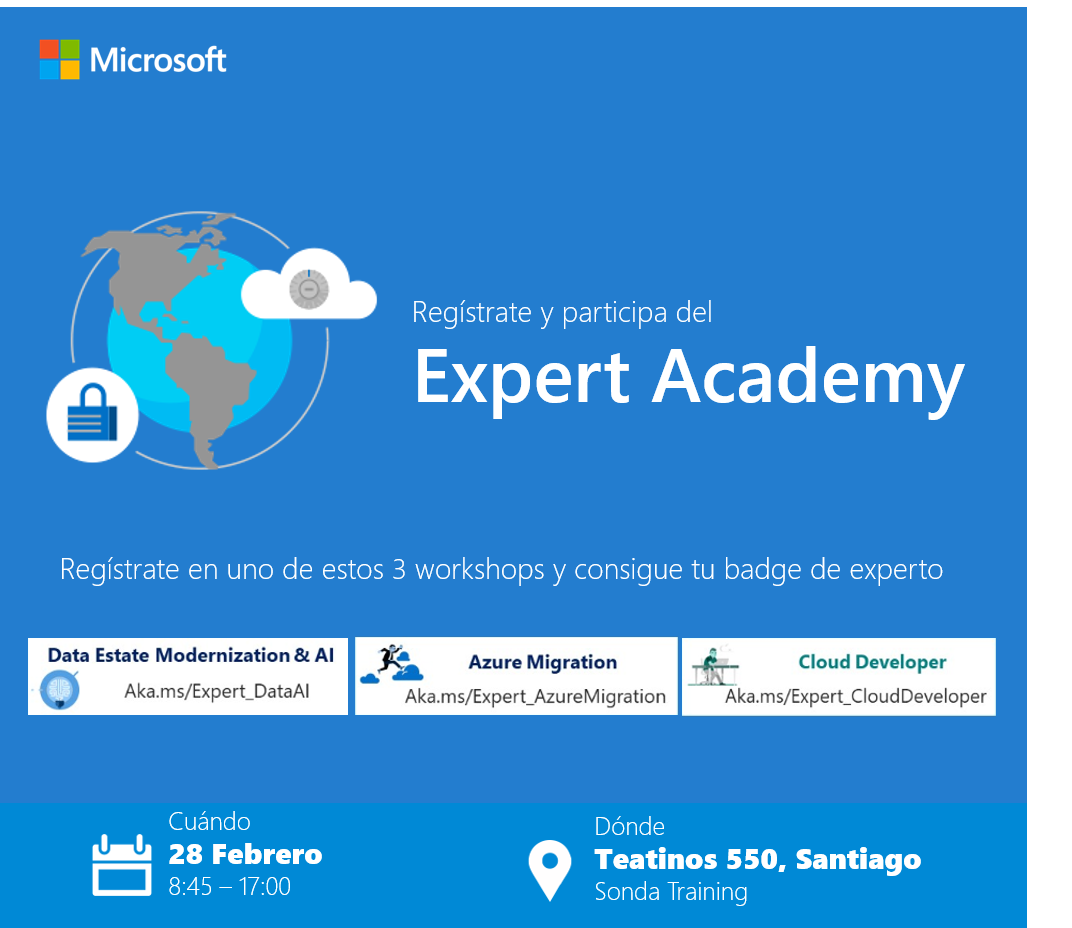 Microsoft
Regístrate y participa del
Expert Academy
Regístrate en uno de estos 3 workshops y consigue tu badge de experto
Data Estate Modernization & AI
Aka.ms/Expert_DataAI
Azure Migration
Aka.ms/Expert_AzureMigration
Cloud Developer
Aka.ms/Expert_CloudDeveloper
Cuándo
28 Febrero
8:45 – 17:00
Dónde
Teatinos 550, Santiago
Sonda Training